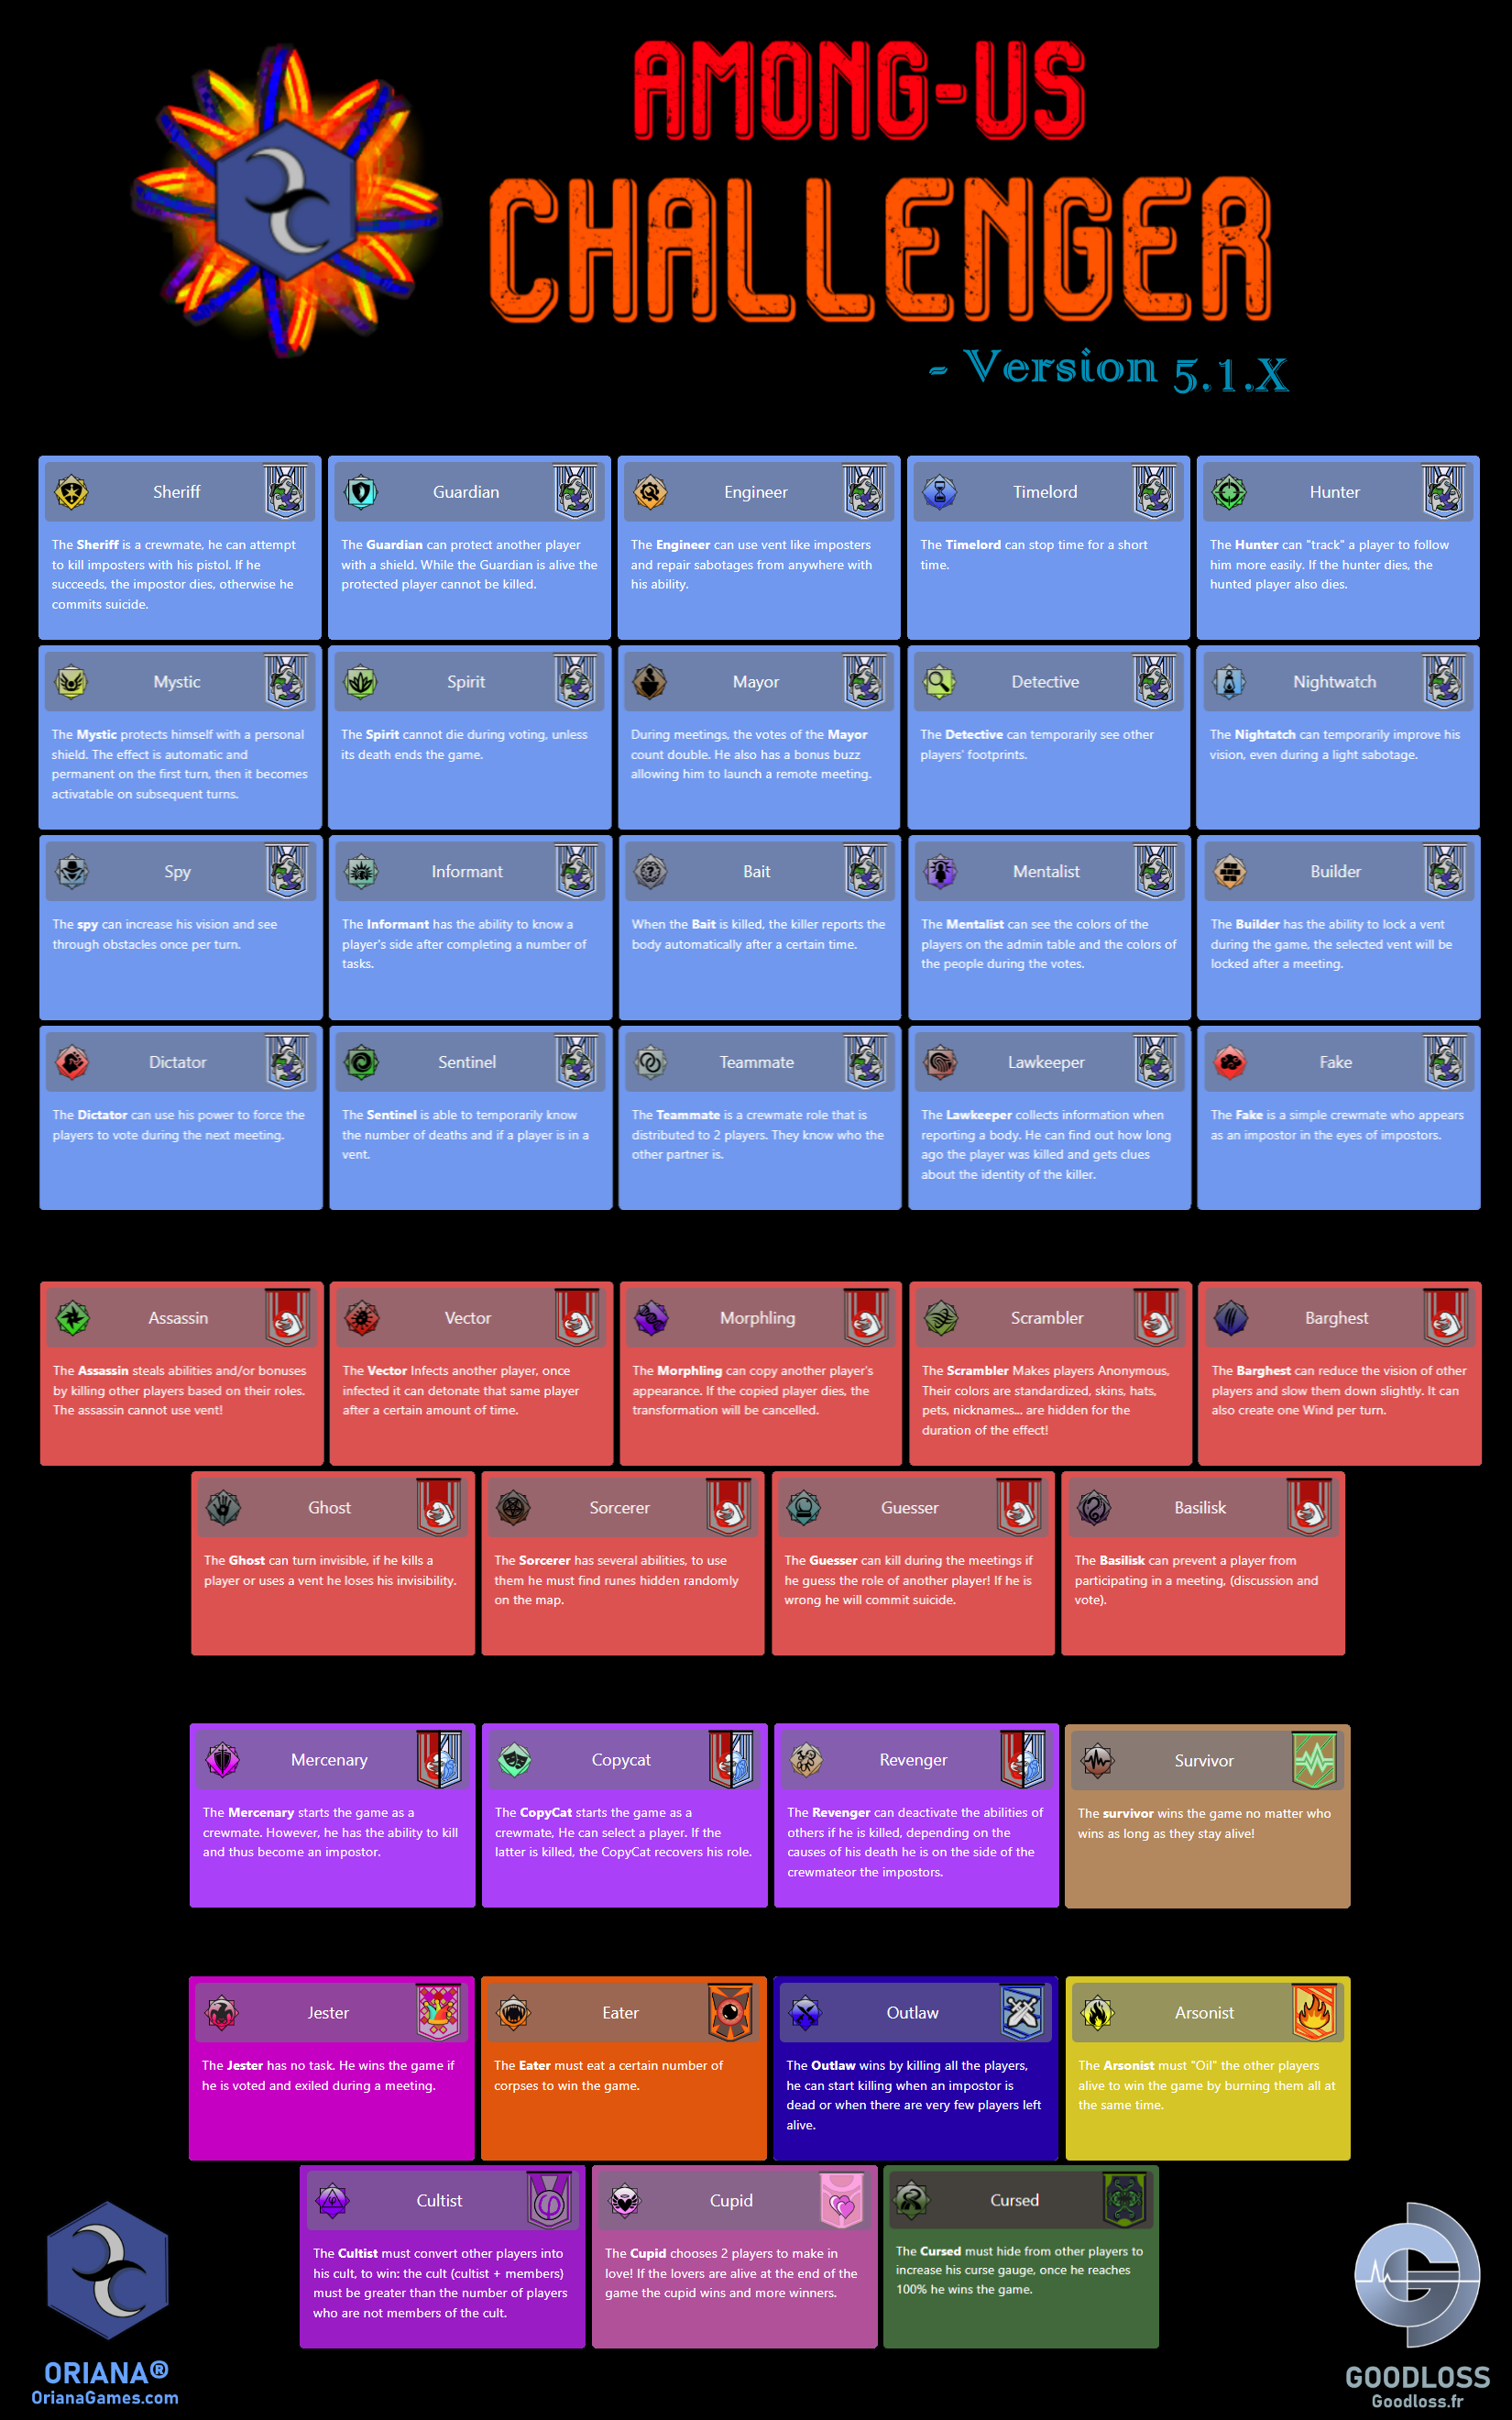 AMONG-US
CHALLENGER
- Version 5.1.X
Sheriff
The Sheriff is a crewmate, he can attempt
to kill imposters with his pistol. If he
succeeds, the impostor dies, otherwise he
commits suicide.
Guardian
The Guardian can protect another player
with a shield. While the Guardian is alive the
protected player cannot be killed.
Engineer
The Engineer can use vent like imposters
and repair sabotages from anywhere with
his ability.
Timelord
The Timelord can stop time for a short
time.
Hunter
The Hunter can "track" a player to follow
him more easily. If the hunter dies, the
hunted player also dies.
Mystic
The Mystic protects himself with a personal
shield. The effect is automatic and
permanent on the first turn, then it becomes
activatable on subsequent turns.
Spirit
The Spirit cannot die during voting, unless
its death ends the game.
Mayor
During meetings, the votes of the Mayor
count double. He also has a bonus buzz
allowing him to launch a remote meeting.
Detective
The Detective can temporarily see other
players' footprints.
Nightwatch
The Nightatch can temporarily improve his
vision, even during a light sabotage.
Spy
The spy can increase his vision and see
through obstacles once per turn.
Informant
The Informant has the ability to know a
player's side after completing a number of
tasks.
Bait
When the Bait is killed, the killer reports the
body automatically after a certain time.
Mentalist
The Mentalist can see the colors of the
players on the admin table and the colors of
the people during the votes.
Builder
The Builder has the ability to lock a vent
during the game, the selected vent will be
locked after a meeting.
Dictator
The Dictator can use his power to force the
players to vote during the next meeting.
Sentinel
The Sentinel is able to temporarily know
the number of deaths and if a player is in a
vent.
Teammate
The Teammate is a crewmate role that is
distributed to 2 players. They know who the
other partner is.
Lawkeeper
The Lawkeeper collects information when
reporting a body. He can find out how long
ago the player was killed and gets clues
about the identity of the killer.
Fake
The Fake is a simple crewmate who appears
as an impostor in the eyes of impostors.
Assassin
The Assassin steals abilities and/or bonuses
by killing other players based on their roles.
The assassin cannot use vent!
Vector
The Vector Infects another player, once
infected it can detonate that same player
after a certain amount of time.
Morphling
The Morphling can copy another player's
appearance. If the copied player dies, the
transformation will be cancelled.
Scrambler
The Scrambler Makes players Anonymous,
Their colors are standardized, skins, hats,
pets, nicknames... are hidden for the
duration of the effect!
Barghest
The Barghest can reduce the vision of other
players and slow them down slightly. It can
also create one Wind per turn.
Ghost
The Ghost can turn invisible, if he kills a
player or uses a vent he loses his invisibility.
Sorcerer
The Sorcerer has several abilities, to use
them he must find runes hidden randomly
on the map.
Guesser
The Guesser can kill during the meetings if
he guess the role of another player! If he is
wrong he will commit suicide.
Basilisk
The Basilisk can prevent a player from
participating in a meeting, (discussion and
vote).
Mercenary
The Mercenary starts the game as a
crewmate. However, he has the ability to kill
and thus become an impostor.
Copycat
The CopyCat starts the game as a
crewmate, He can select a player. If the
latter is killed, the CopyCat recovers his role.
Revenger
The Revenger can deactivate the abilities of
others if he is killed, depending on the
causes of his death he is on the side of the
crewmateor the impostors.
Survivor
The survivor wins the game no matter who
wins as long as they stay alive!
Jester
The Jester has no task. He wins the game if
he is voted and exiled during a meeting.
Eater
The Eater must eat a certain number of
corpses to win the game.
Outlaw
The Outlaw wins by killing all the players,
he can start killing when an impostor is
dead or when there are very few players left
alive.
Arsonist
The Arsonist must "Oil" the other players
alive to win the game by burning them all at
the same time.
Cultist
The Cultist must convert other players into
his cult, to win: the cult (cultist + members)
must be greater than the number of players
who are not members of the cult.
Cupid
The Cupid chooses 2 players to make in
love! If the lovers are alive at the end of the
game the cupid wins and more winners.
Cursed
The Cursed must hide from other players to
increase his curse gauge, once he reaches
100% he wins the game.
ORIANA®
OrianaGames.com
GOODLOSS
Goodloss.fr